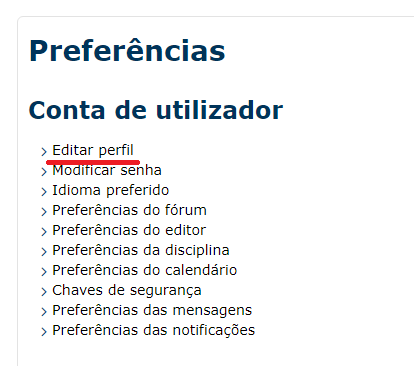 Preferências
Conta de utilizador
Editar perfil
Modificar senha
Idioma preferido
Preferências do fórum
Preferências do editor
Preferências da disciplina
Preferências do calendário
Chaves de segurança
Preferências das mensagens
Preferências das notificações